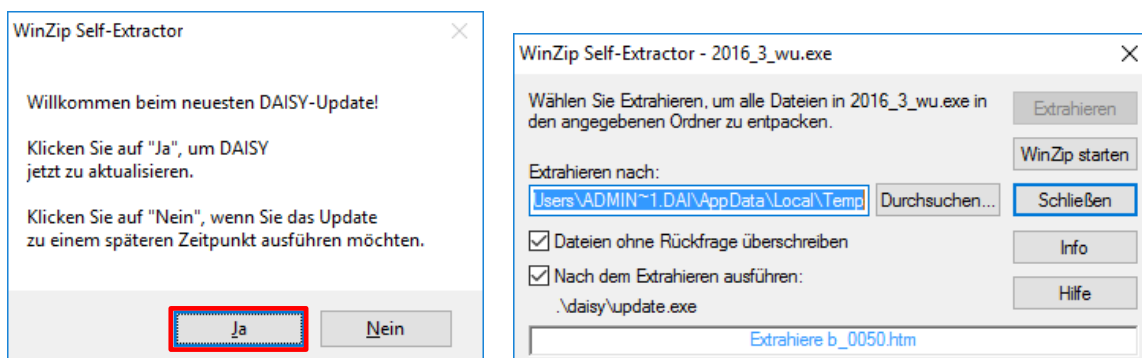 WinZip Self-Extractor
Willkommen beim neuesten DAISY-Update!
Klicken Sie auf "Ja", um DAISY
jetzt zu aktualisieren.
Klicken Sie auf "Nein", wenn Sie das Update
zu einem späteren Zeitpunkt ausführen möchten.
Ja
Nein
WinZip Self-Extractor - 2016_3_wu.exe
Wählen Sie Extrahieren, um alle Dateien in 2016_3_wu.exe in
den angegebenen Ordner zu entpacken.
Extrahieren nach:
Users\ADMIN~1.DAI\AppData\Local\Temp
Durchsuchen...
Dateien ohne Rückfrage überschreiben
Nach dem Extrahieren ausführen:
.\daisy\update.exe
Extrahieren
WinZip starten
Schließen
Info
Hilfe
Extrahiere b_0050.htm